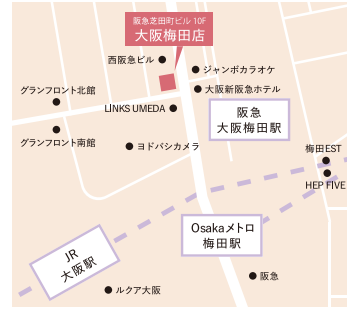 阪急芝田町ビル 10F
大阪梅田店
西阪急ビル
ジャンボカラオケ
グランフロント北館
大阪新阪急ホテル
LINKS UMEDA
阪急
大阪梅田駅
グランフロント南館
ヨドバシカメラ
梅田EST
HEP FIVE
Osakaメトロ
梅田駅
JR
大阪駅
阪急
ルクア大阪